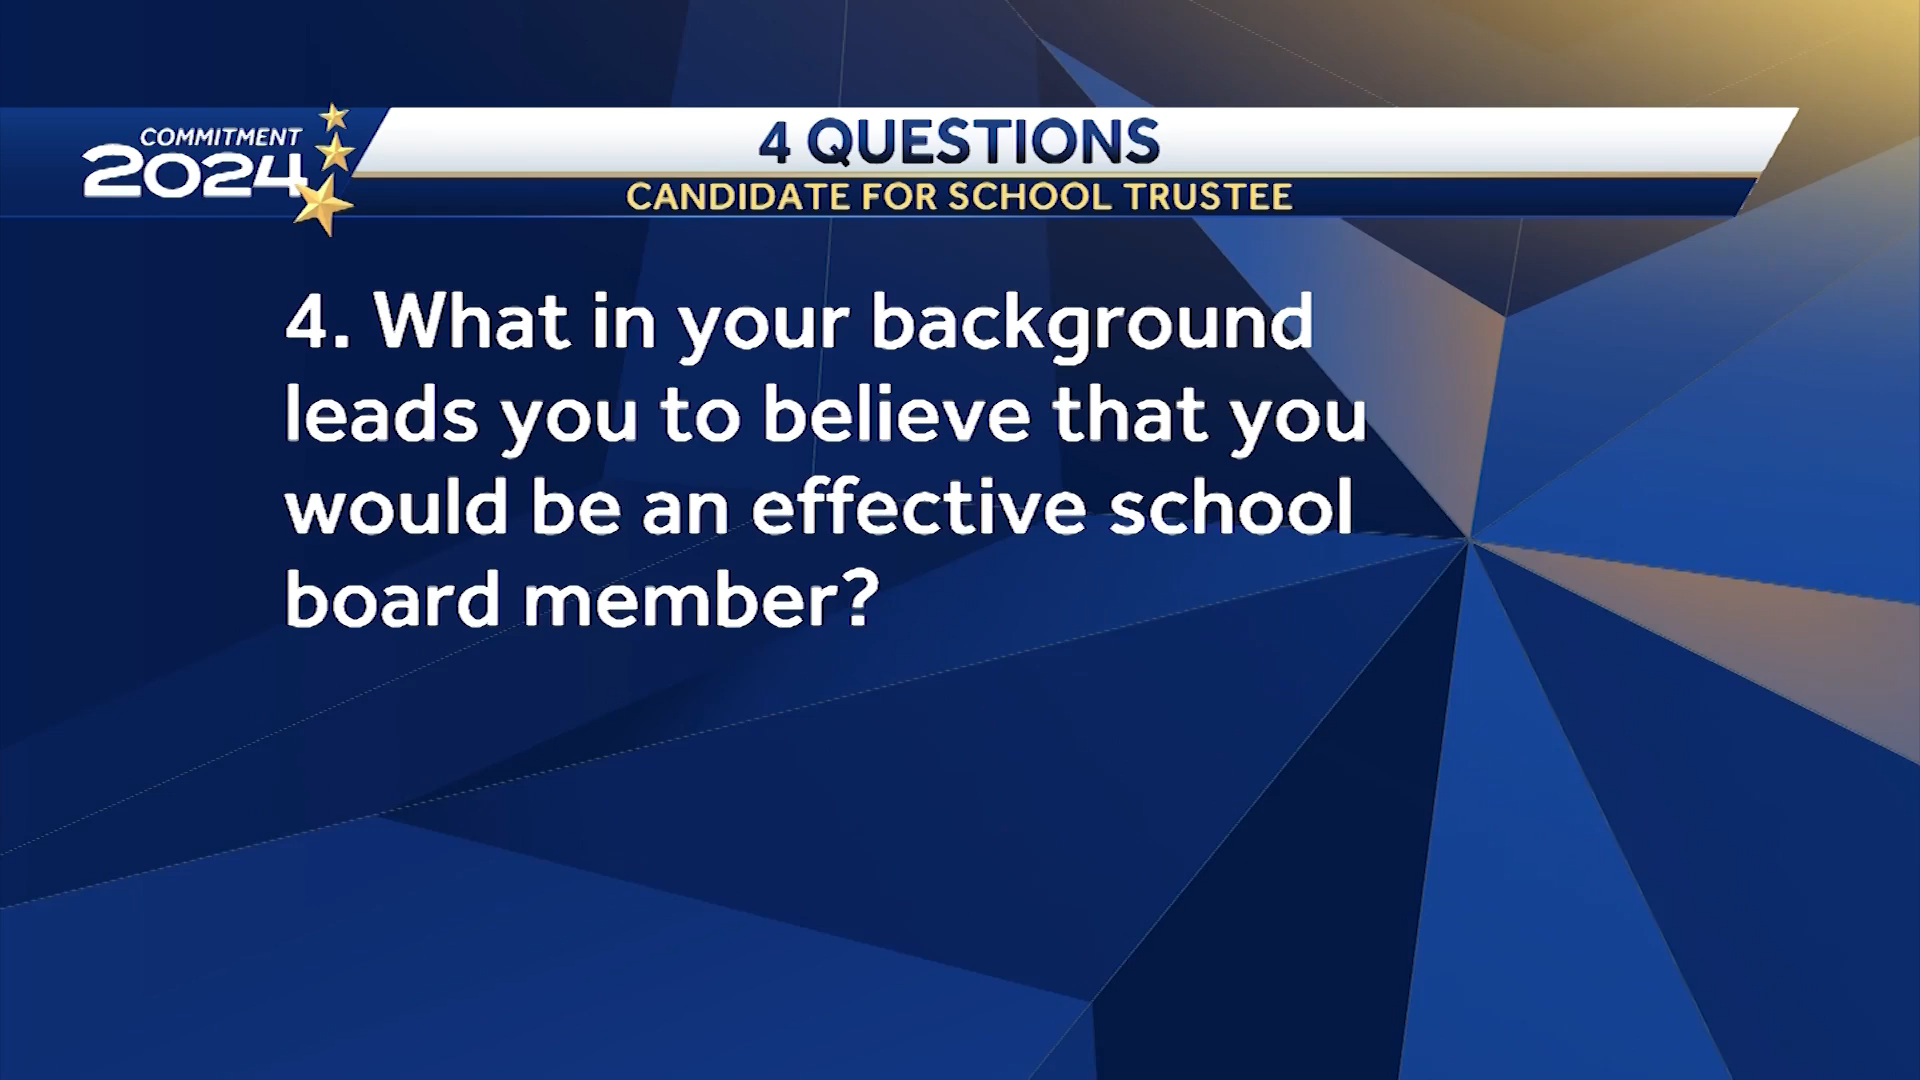 COMMITMENT
2024
4 QUESTIONS
CANDIDATE FOR SCHOOL TRUSTEE
4. What in your background
leads you to believe that you
would be an effective school
board member?